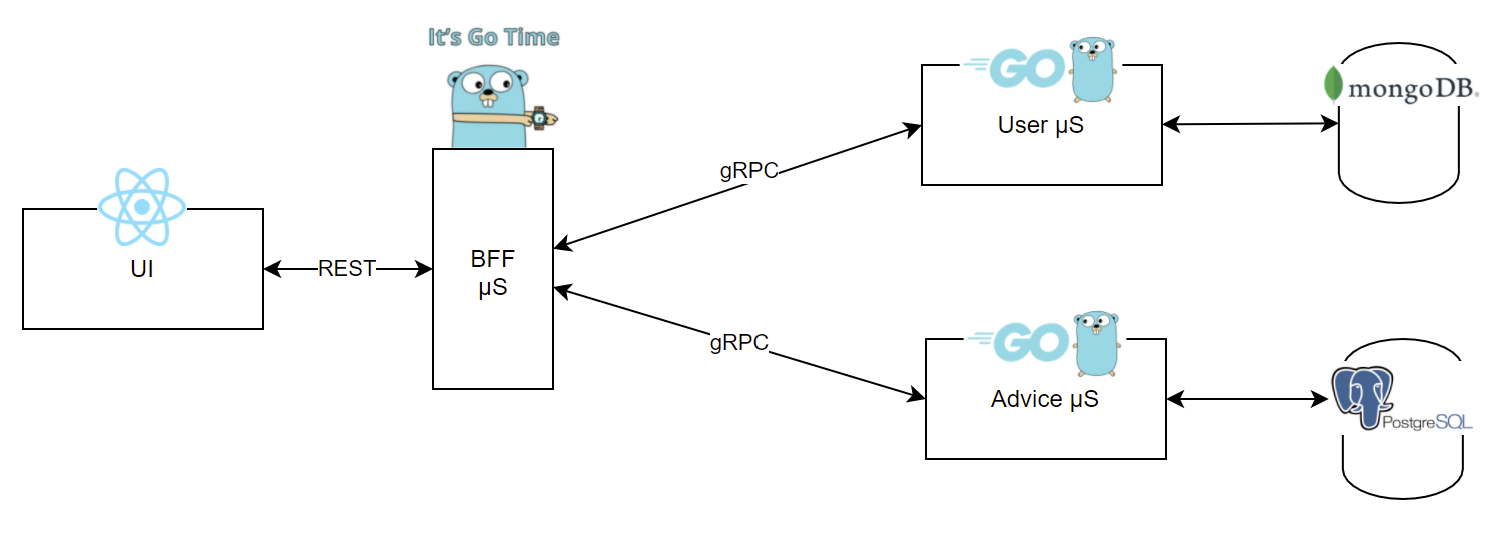 It's Go Time
GO
User µS
mongoDB®
gRPC
UI
REST
BFF
µS
gRPC
GO
Advice µS
PostgreSQL